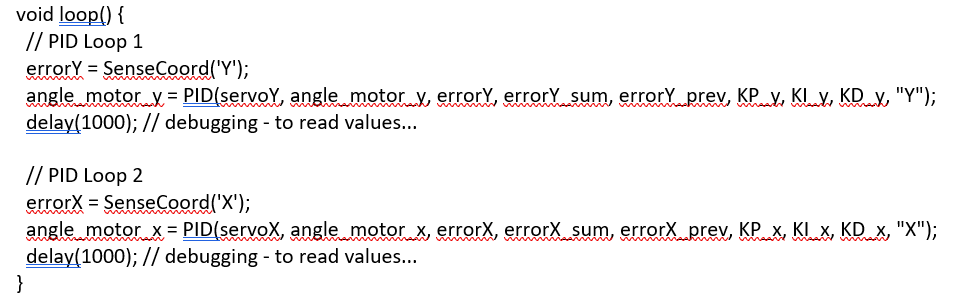 void loop() {
// PID Loop 1
errorY = SenseCoord('Y');
angle_motor_y = PID(servoY, angle_motor_y, errorY, errorY_sum, errorY_prev, KP_y, KI_y, KD_y, "Y");
delay(1000); // debugging - to read values...
// PID Loop 2
errorX = SenseCoord('X');
angle_motor_x = PID(servoX, angle_motor_x, errorX, errorX_sum, errorX_prev, KP_x, KI_x, KD_x, "X");
delay(1000); // debugging - to read values...
}